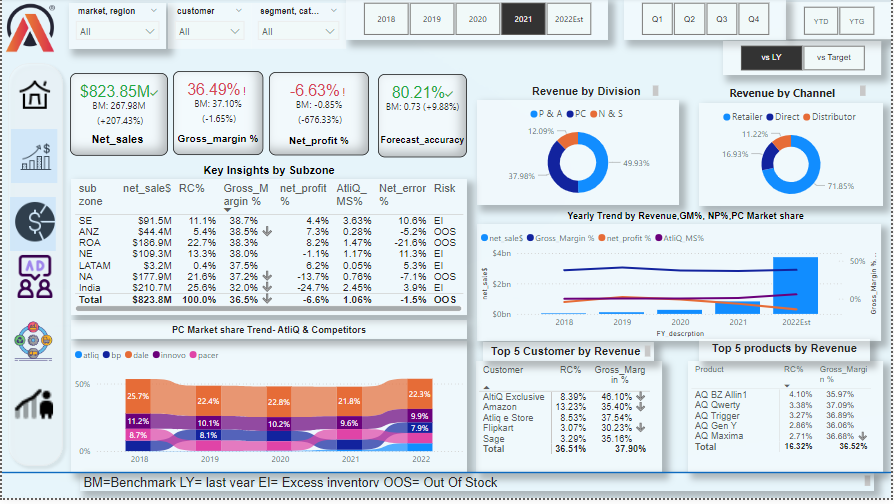 market, region
customer
segment, cat...
All
All
All
2018 2019 2020 2021 2022Est
Q1 Q2 Q3 Q4
YTD YTG
vs LY vs Target
$823.85M✓
BM: 267.98M
(+207.43%)
Net_sales
36.49%!
BM: 37.10%
(-1.65%)
Gross_margin %
-6.63%!
BM: -0.85%
(-676.33%)
Net_profit %
80.21%✓
BM: 0.73 (+9.88%)
Forecast_accuracy
Key Insights by Subzone
sub zone net_sale$ RC% Gross_M argin % net_profit % AtliQ_ MS% Net_error % Risk
SE $91.5M 11.1% 38.7% 4.4% 3.63% 10.6% EI
ANZ $44.4M 5.4% 38.5% 7.3% 0.28% -5.2% OOS
ROA $186.9M 22.7% 38.3% 8.2% 1.47% -21.6% OOS
NE $109.3M 13.3% 38.0% -1.1% 1.17% 11.3% EI
LATAM $3.2M 0.4% 37.5% 6.2% 0.05% 5.3% EI
NA $177.9M 21.6% 37.2% -13.7% 0.76% -7.1% OOS
India $210.7M 25.6% 32.0% -24.7% 2.45% 3.9% EI
Total $823.8M 100.0% 36.5% -6.6% 1.06% -1.5% OOS
PC Market share Trend- AtliQ & Competitors
atliq bp dale innovo pacer
50%
0%
25.7% 22.4% 22.8% 21.8% 22.3%
11.2% 10.1% 10.2% 9.6% 9.9%
8.7% 8.1% 7.9%
2018 2019 2020 2021 2022
Revenue by Division
P & A PC N & S
12.09%
49.93%
37.98%
Revenue by Channel
Retailer Direct Distributor
11.22%
16.93%
71.85%
Yearly Trend by Revenue,GM%, NP%,PC Market share
net_sale$ Gross_Margin % net_profit % AtliQ_MS%
net_sale$
$4bn
$2bn
$0bn
50%
0%
Gross_Margin % ...
2018 2019 2020 2021 2022Est
FY_descrption
Top 5 Customer by Revenue
Customer RC% Gross_Marg in %
AltiQ Exclusive 8.39% 46.10%
Amazon 13.23% 35.40%
Atliq e Store 8.53% 37.54%
Flipkart 3.07% 30.23%
Sage 3.29% 35.16%
Total 36.51% 37.90%
Top 5 products by Revenue
Product RC% Gross_Margi n %
AQ BZ Allin1 4.10% 35.97%
AQ Qwerty 3.38% 37.09%
AQ Trigger 3.27% 36.89%
AQ Gen Y 2.86% 36.06%
AQ Maxima 2.71% 36.68%
Total 16.32% 36.52%
AD
BM=Benchmark LY= last year EI= Excess inventory OOS= Out Of Stock